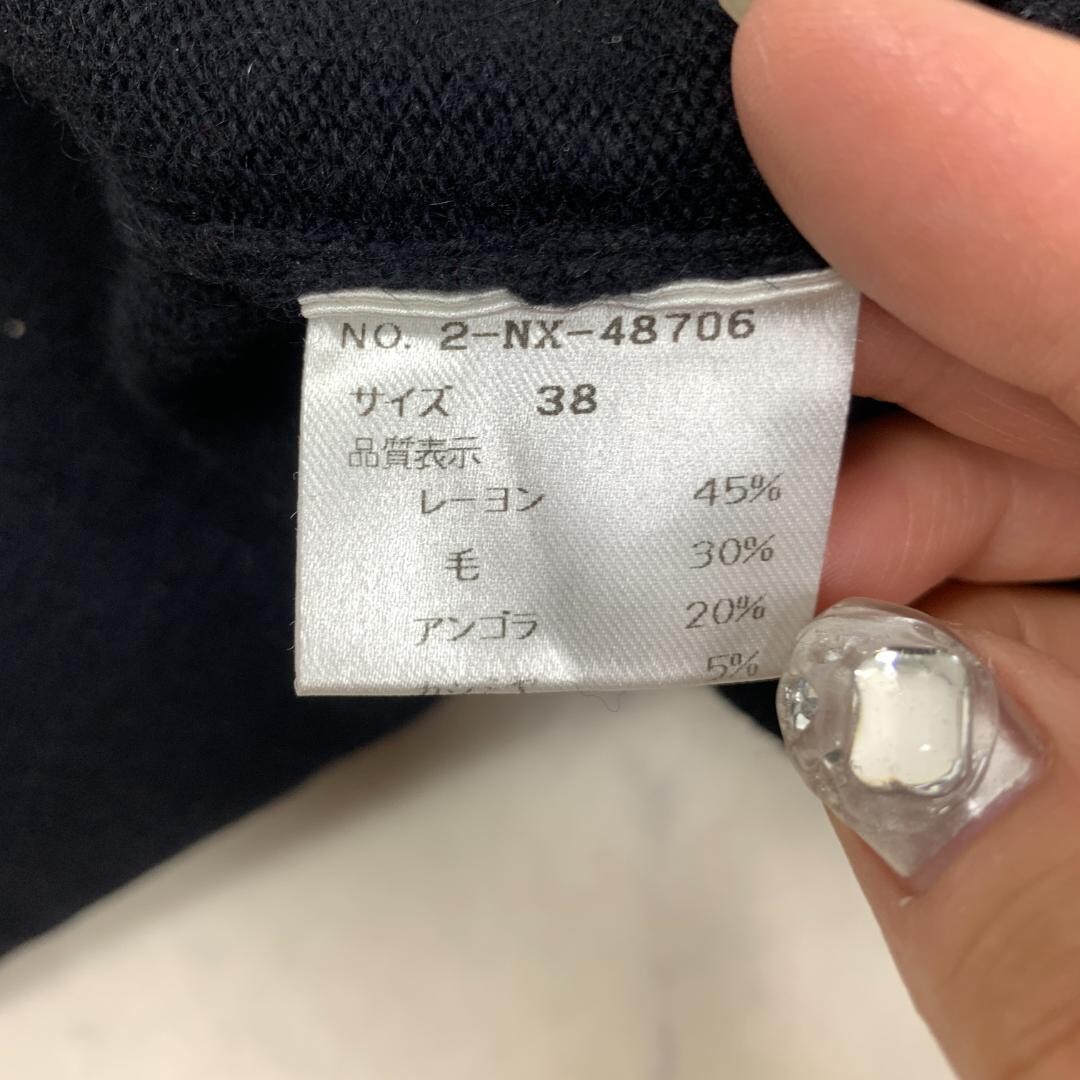 NO. 2-NX-48706
サイズ 38
品質表示
レーヨン 45%
毛 30%
アンゴラ 20%
5%